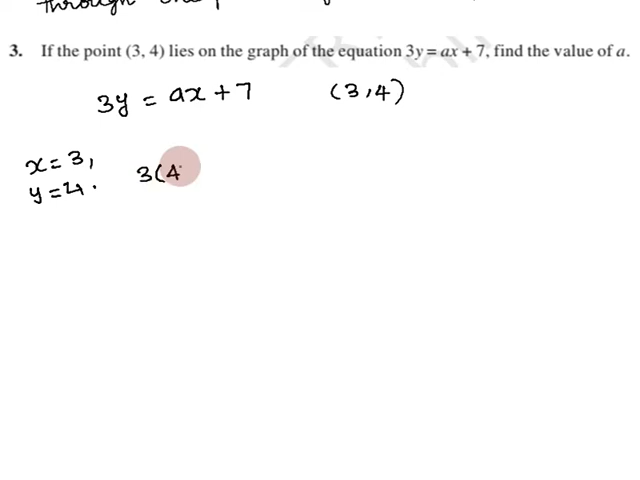 through
3. If the point (3, 4) lies on the graph of the equation 3y = ax + 7, find the value of a.
3y = ax + 7 (3,4)
x = 3,
y = 4. 3(4